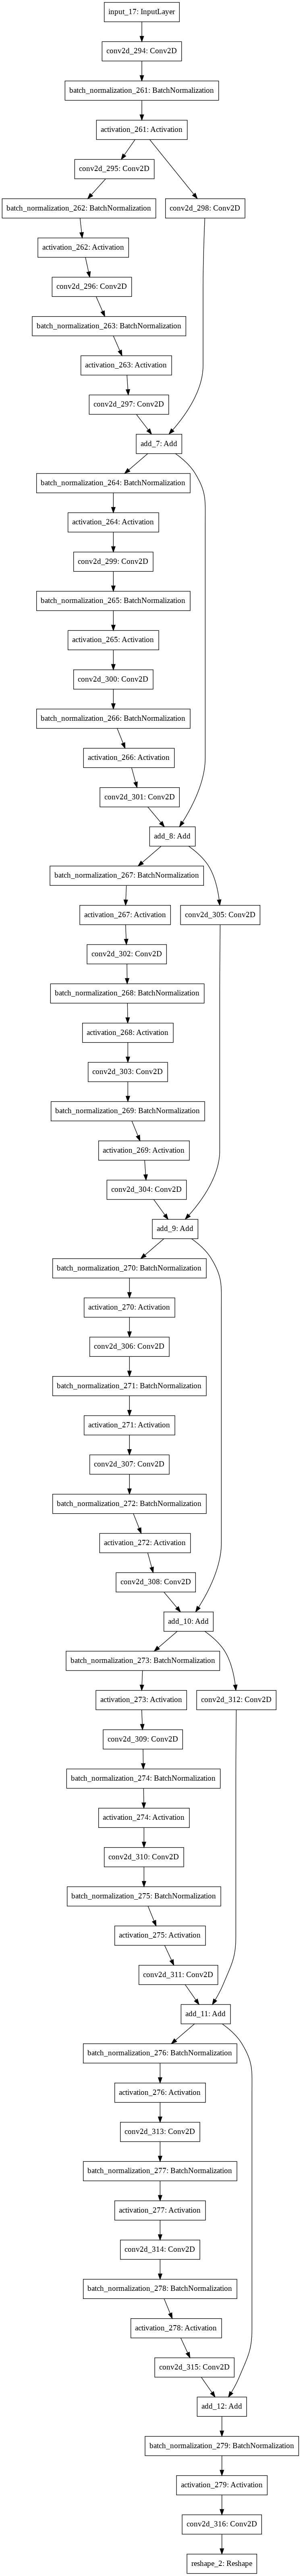 input_17: InputLayer
conv2d_294: Conv2D
batch_normalization_261: BatchNormalization
activation_261: Activation
conv2d_295: Conv2D
batch_normalization_262: BatchNormalization
conv2d_298: Conv2D
activation_262: Activation
conv2d_296: Conv2D
batch_normalization_263: BatchNormalization
activation_263: Activation
conv2d_297: Conv2D
add_7: Add
batch_normalization_264: BatchNormalization
activation_264: Activation
conv2d_299: Conv2D
batch_normalization_265: BatchNormalization
activation_265: Activation
conv2d_300: Conv2D
batch_normalization_266: BatchNormalization
activation_266: Activation
conv2d_301: Conv2D
add_8: Add
batch_normalization_267: BatchNormalization
activation_267: Activation
conv2d_305: Conv2D
conv2d_302: Conv2D
batch_normalization_268: BatchNormalization
activation_268: Activation
conv2d_303: Conv2D
batch_normalization_269: BatchNormalization
activation_269: Activation
conv2d_304: Conv2D
add_9: Add
batch_normalization_270: BatchNormalization
activation_270: Activation
conv2d_306: Conv2D
batch_normalization_271: BatchNormalization
activation_271: Activation
conv2d_307: Conv2D
batch_normalization_272: BatchNormalization
activation_272: Activation
conv2d_308: Conv2D
add_10: Add
batch_normalization_273: BatchNormalization
activation_273: Activation
conv2d_312: Conv2D
conv2d_309: Conv2D
batch_normalization_274: BatchNormalization
activation_274: Activation
conv2d_310: Conv2D
batch_normalization_275: BatchNormalization
activation_275: Activation
conv2d_311: Conv2D
add_11: Add
batch_normalization_276: BatchNormalization
activation_276: Activation
conv2d_313: Conv2D
batch_normalization_277: BatchNormalization
activation_277: Activation
conv2d_314: Conv2D
batch_normalization_278: BatchNormalization
activation_278: Activation
conv2d_315: Conv2D
add_12: Add
batch_normalization_279: BatchNormalization
activation_279: Activation
conv2d_316: Conv2D
reshape_2: Reshape